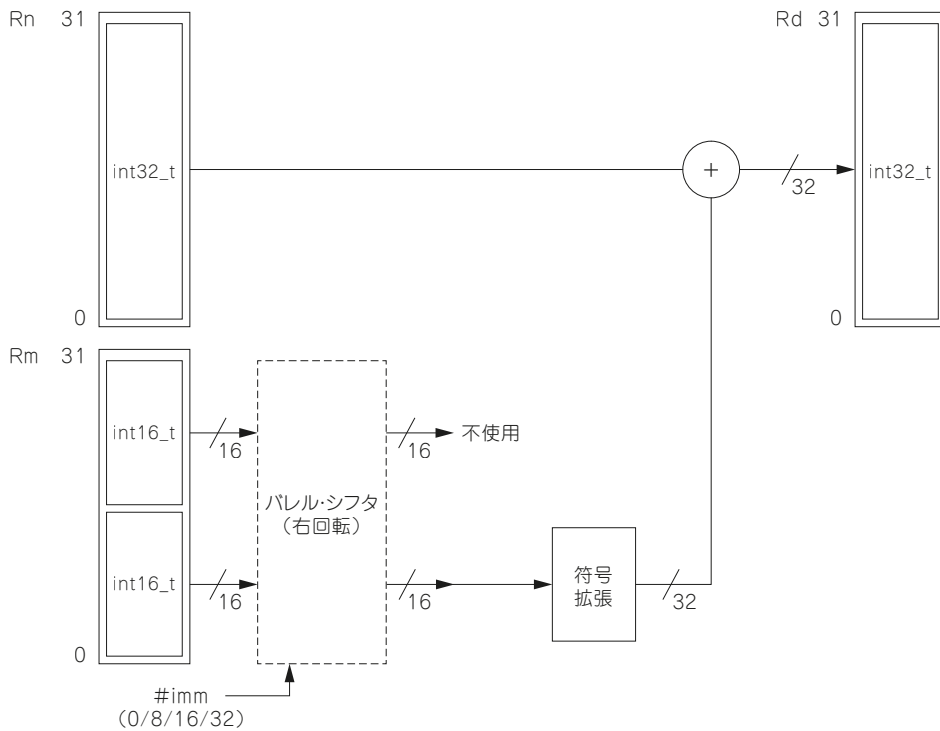 Rn 31
int32_t
0
Rd 31
+
32
int32_t
0
Rm 31
int16_t
16
16
不使用
バレル・シフタ
（右回転）
int16_t
16
16
符号
拡張
32
0
#imm
(0/8/16/32)